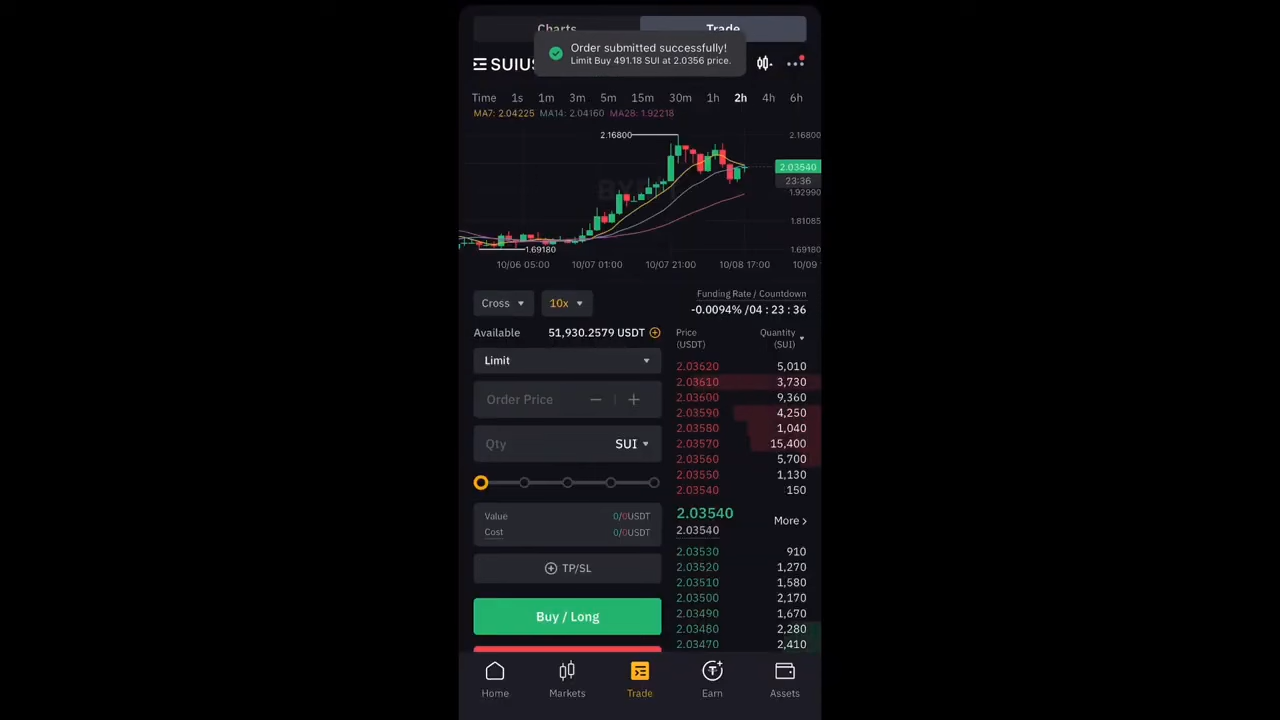 Charts Trade
Order submitted successfully!
Limit Buy 491.18 SUI at 2.0356 price.
SUIUS
Time 1s 1m 3m 5m 15m 30m 1h 2h 4h 6h
MA7: 2.04225 MA14: 2.04160 MA28: 1.92218
2.16800 2.16800
2.03540
23:36
1.92990
1.81085
1.69180 1.69180
10/06 05:00 10/07 01:00 10/07 21:00 10/08 17:00 10/09
Cross 10x
Funding Rate / Countdown
-0.0094% /04 : 23 : 36
Available 51,930.2579 USDT
Limit
Order Price
Qty SUI
Value 0/0USDT
Cost 0/0USDT
TP/SL
Buy / Long
Price Quantity
(USDT) (SUI)
2.03620 5,010
2.03610 3,730
2.03600 9,360
2.03590 4,250
2.03580 1,040
2.03570 15,400
2.03560 5,700
2.03550 1,130
2.03540 150
2.03540
2.03540
More >
2.03530 910
2.03520 1,270
2.03510 1,580
2.03500 2,170
2.03490 1,670
2.03480 2,280
2.03470 2,410
Home Markets Trade Earn Assets